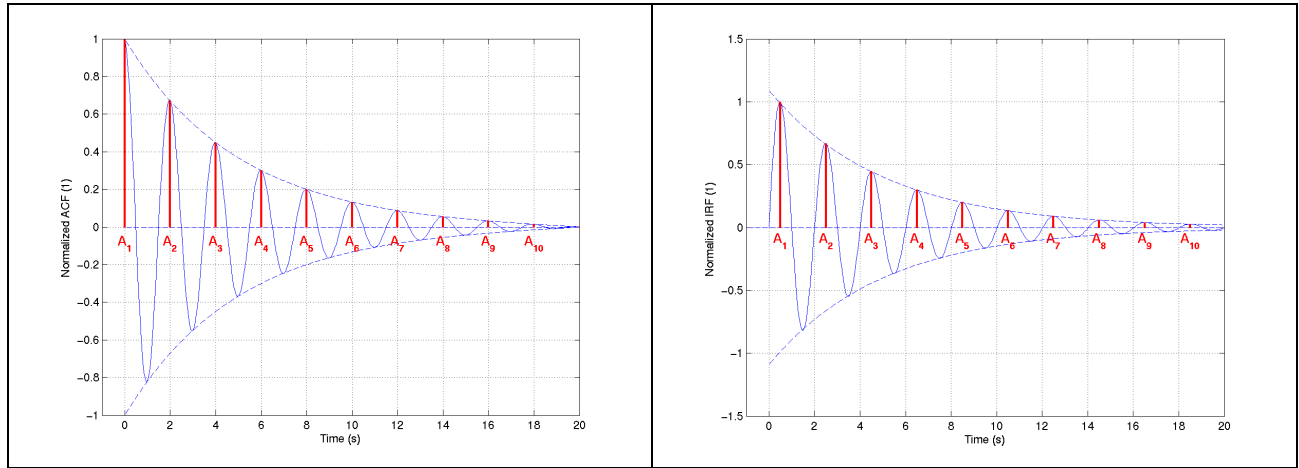 1
0.8
0.6
0.4
0.2
0
−0.2
−0.4
−0.6
−0.8
−1
Normalized ACF (1)
A1 A2 A3 A4 A5 A6 A7 A8 A9 A10
0 2 4 6 8 10 12 14 16 18 20
Time (s)
1.5
1
0.5
0
−0.5
−1
−1.5
Normalized IRF (1)
A1 A2 A3 A4 A5 A6 A7 A8 A9 A10
0 2 4 6 8 10 12 14 16 18 20
Time (s)